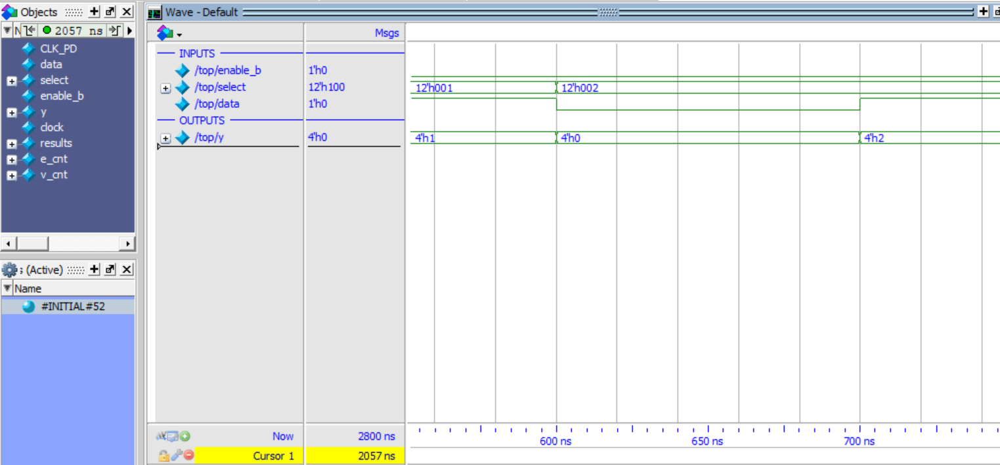 Objects
N 2057 ns
CLK_PD
data
select
enable_b
y
clock
results
e_cnt
v_cnt
; (Active)
Name
#INITIAL#52
Wave - Default
Msgs
INPUTS
/top/enable_b 1'h0
/top/select 12'h100 12'h001 12'h002
/top/data 1'h0
OUTPUTS
/top/y 4'h0 4'h1 4'h0 4'h2
Now 2800 ns
600 ns 650 ns 700 ns
Cursor 1 2057 ns